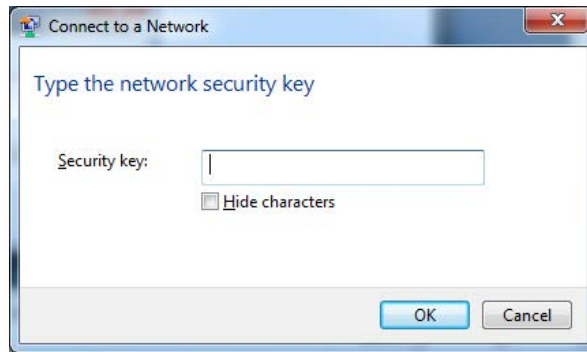 Connect to a Network
Type the network security key
Security key:
Hide characters
OK Cancel